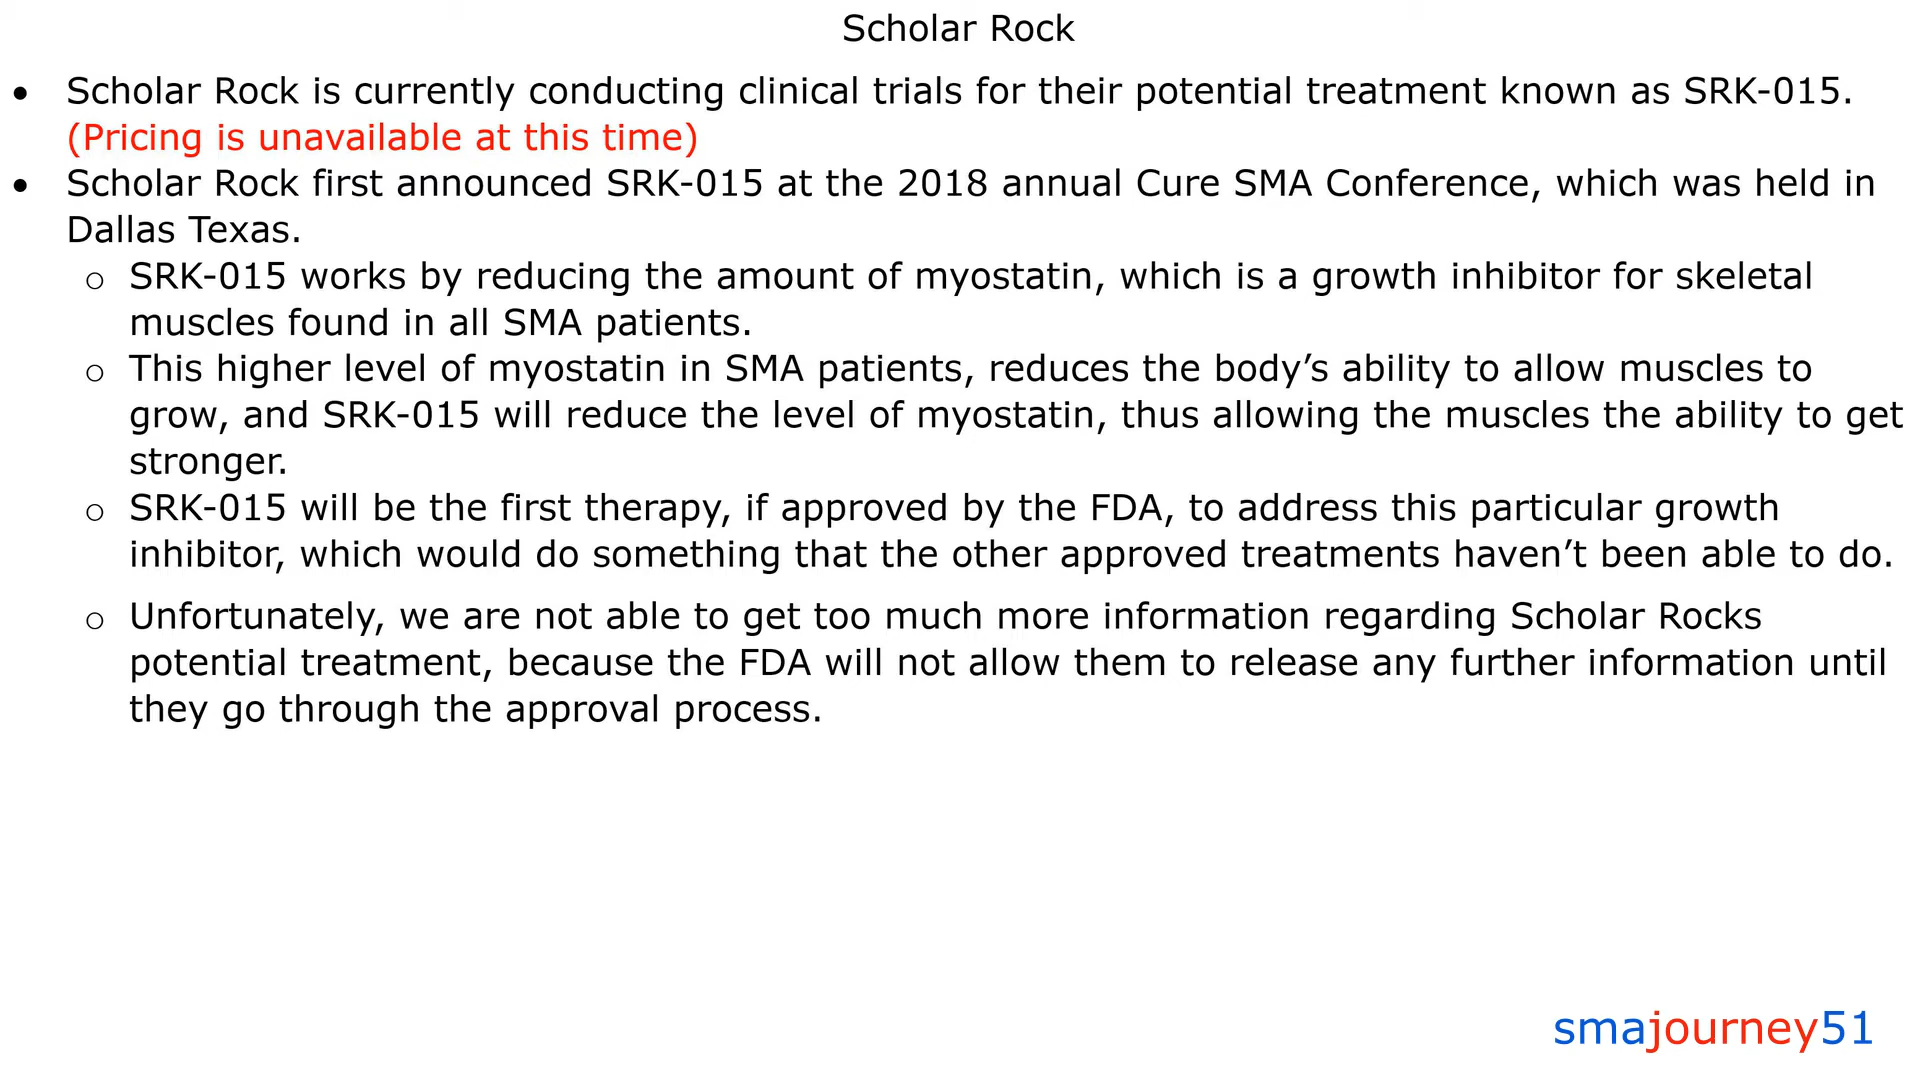 Scholar Rock
• Scholar Rock is currently conducting clinical trials for their potential treatment known as SRK-015.
(Pricing is unavailable at this time)
• Scholar Rock first announced SRK-015 at the 2018 annual Cure SMA Conference, which was held in
Dallas Texas.
○ SRK-015 works by reducing the amount of myostatin, which is a growth inhibitor for skeletal
muscles found in all SMA patients.
○ This higher level of myostatin in SMA patients, reduces the body’s ability to allow muscles to
grow, and SRK-015 will reduce the level of myostatin, thus allowing the muscles the ability to get
stronger.
○ SRK-015 will be the first therapy, if approved by the FDA, to address this particular growth
inhibitor, which would do something that the other approved treatments haven’t been able to do.
○ Unfortunately, we are not able to get too much more information regarding Scholar Rocks
potential treatment, because the FDA will not allow them to release any further information until
they go through the approval process.
smajourney51